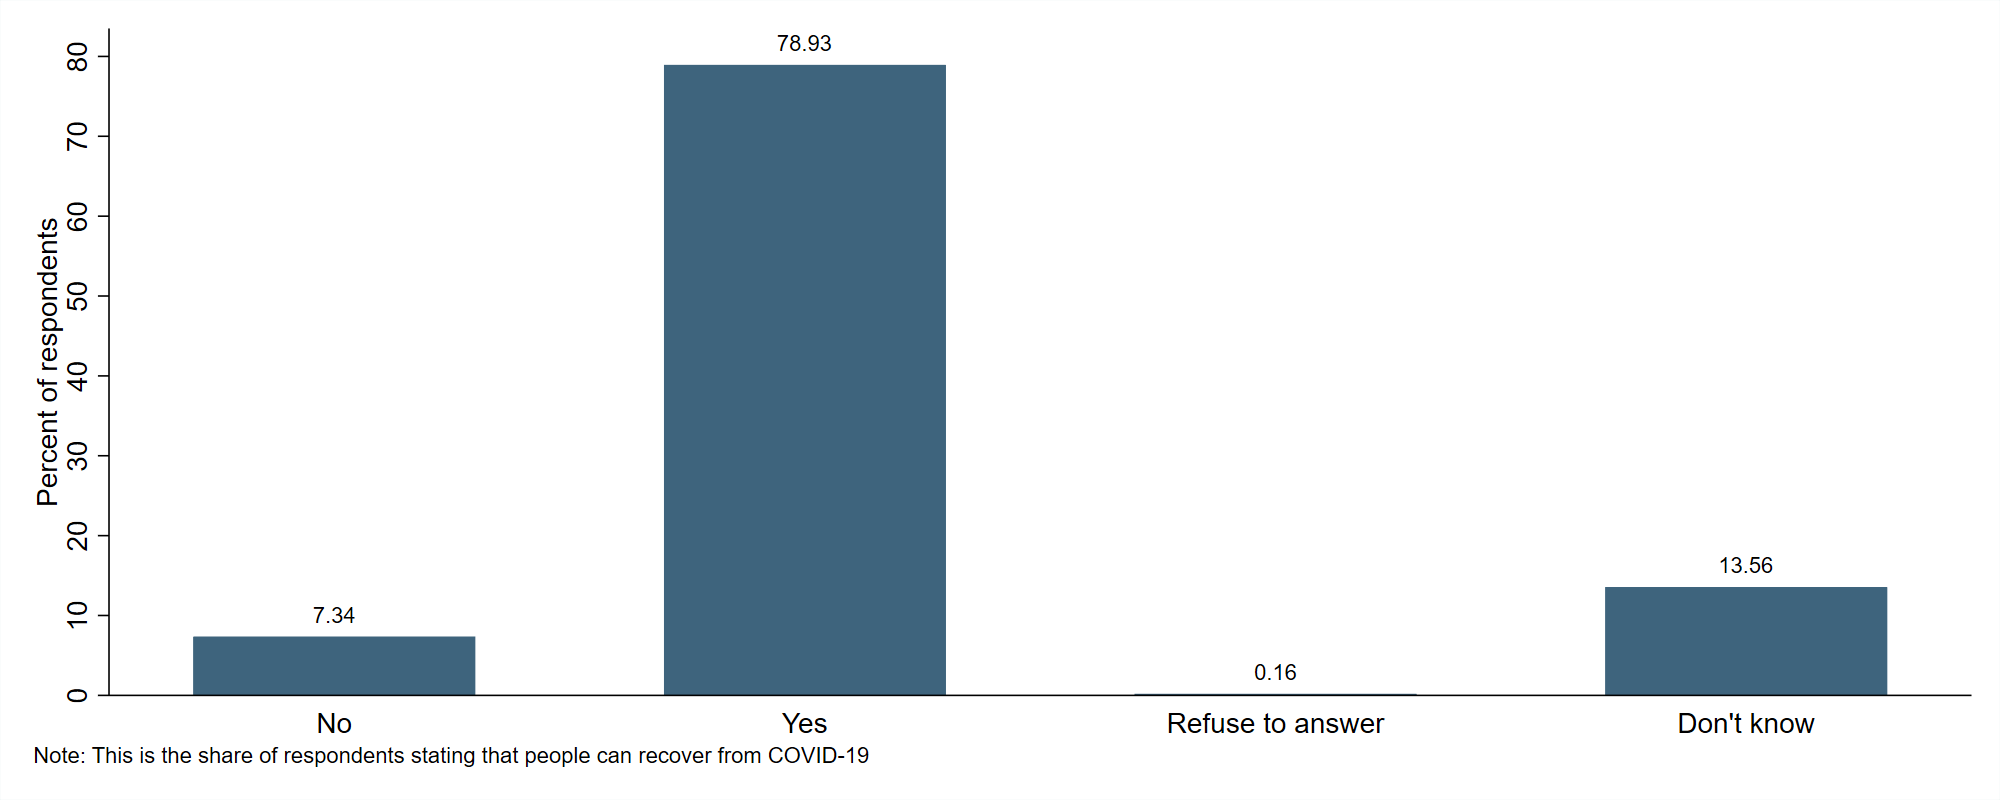 Percent of respondents
80
70
60
50
40
30
20
10
0
78.93
7.34
0.16
13.56
No
Yes
Refuse to answer
Don't know
Note: This is the share of respondents stating that people can recover from COVID-19